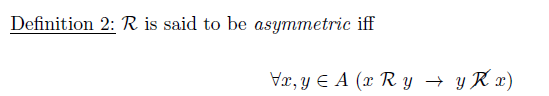 Definition 2: ℛ is said to be asymmetric iff
∀x, y ∈ A (x ℛ y → y ℛ̸ x)